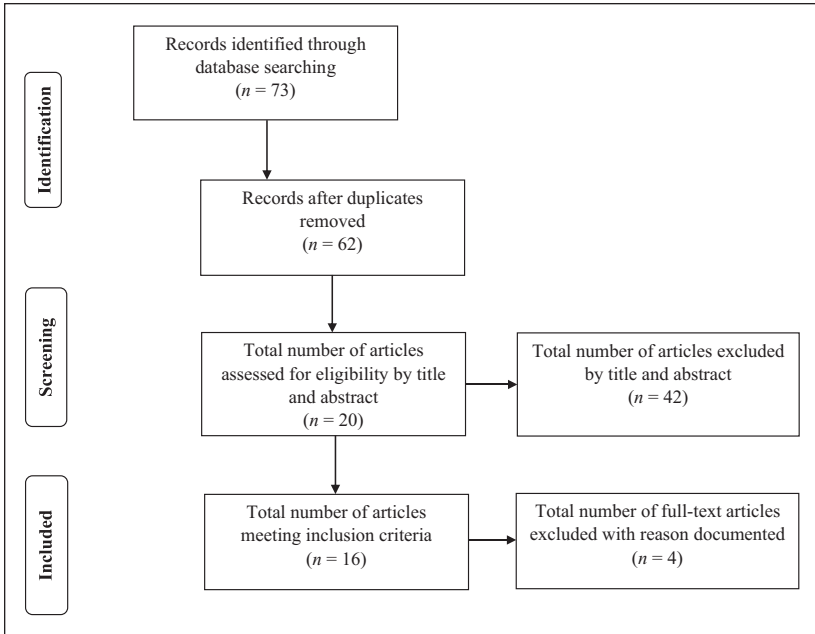 Identification
Records identified through
database searching
(n = 73)
Records after duplicates
removed
(n = 62)
Screening
Total number of articles
assessed for eligibility by title
and abstract
(n = 20)
Total number of articles excluded
by title and abstract
(n = 42)
Included
Total number of articles
meeting inclusion criteria
(n = 16)
Total number of full-text articles
excluded with reason documented
(n = 4)